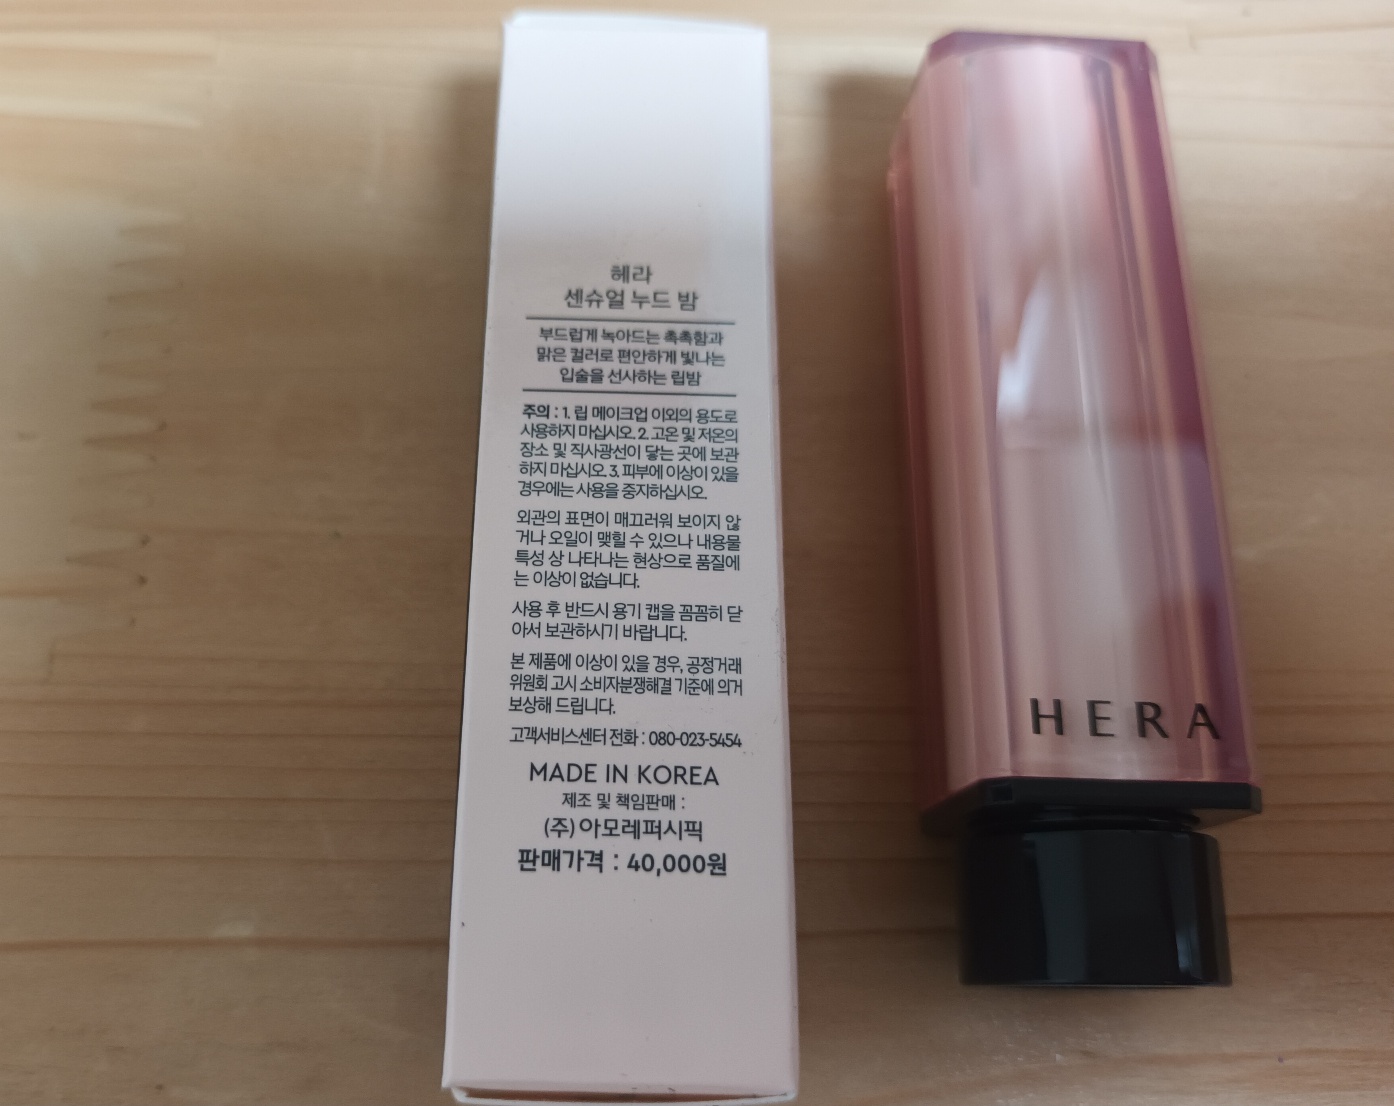 헤라
센슈얼 누드 밤
부드럽게 녹아드는 촉촉함과
맑은 컬러로 편안하게 빛나는
입술을 선사하는 립밤
주의 : 1. 립 메이크업 이외의 용도로
사용하지 마십시오. 2. 고온 및 저온의
장소 및 직사광선이 닿는 곳에 보관
하지 마십시오. 3. 피부에 이상이 있을
경우에는 사용을 중지하십시오.
외관의 표면이 매끄러워 보이지 않
거나 오일이 맺힐 수 있으나 내용물
특성 상 나타나는 현상으로 품질에
는 이상이 없습니다.
사용 후 반드시 용기 캡을 꼼꼼히 닫
아서 보관하시기 바랍니다.
본 제품에 이상이 있을 경우, 공정거래
위원회 고시 소비자분쟁해결 기준에 의거
보상해 드립니다.
고객서비스센터 전화 : 080-023-5454
MADE IN KOREA
제조 및 책임판매 :
(주)아모레퍼시픽
판매가격 : 40,000원
HERA